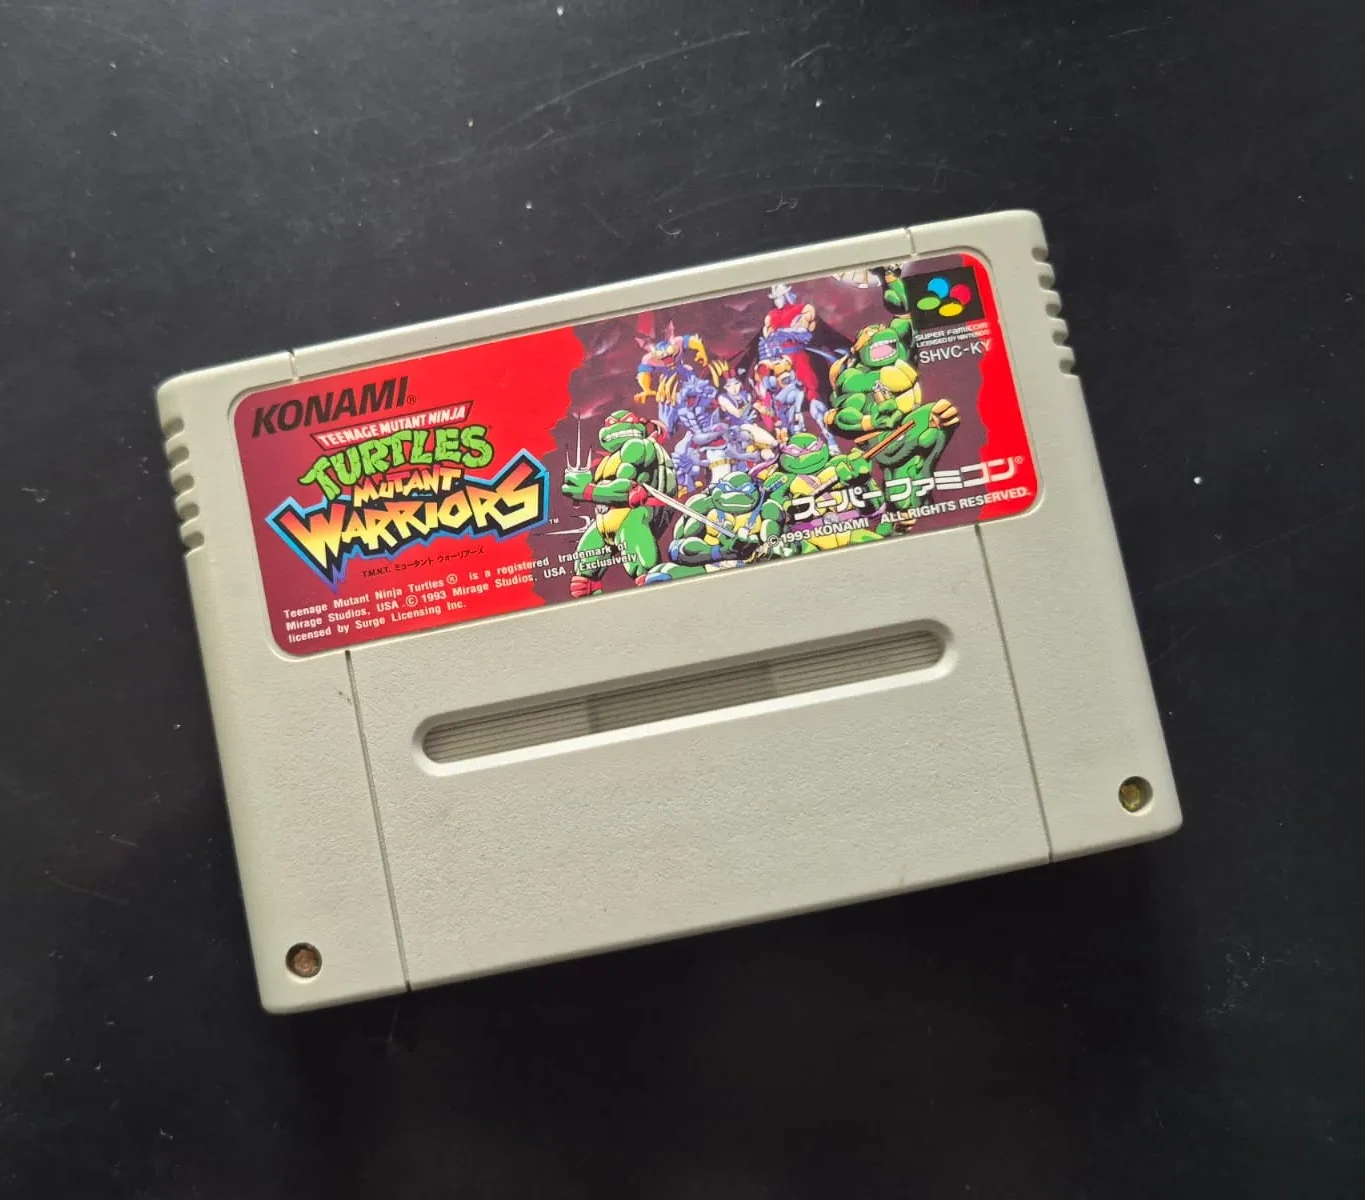 KONAMI®
TEENAGE MUTANT NINJA
TURTLES
MUTANT
WARRIORS™
T.M.N.T. ミュータント ウォーリアーズ
Teenage Mutant Ninja Turtles® is a registered trademark of
Mirage Studios, USA.© 1993 Mirage Studios, USA. Exclusively
licensed by Surge Licensing Inc.
SUPER FAMICOM
LICENSED BY NINTENDO
SHVC-KY
スーパー ファミコン®
©1993 KONAMI ALL RIGHTS RESERVED.